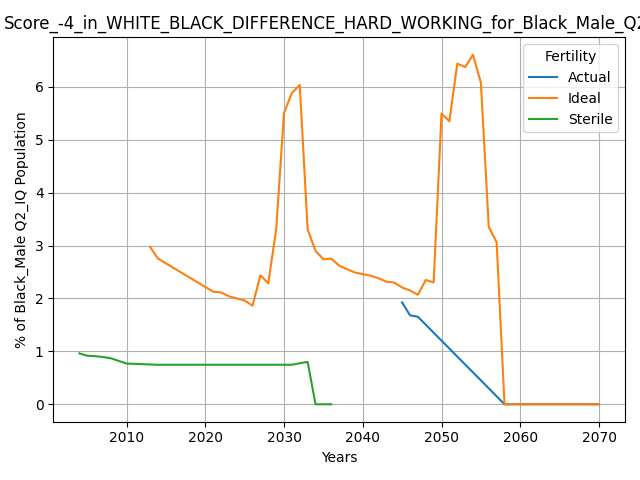 Score_-4_in_WHITE_BLACK_DIFFERENCE_HARD_WORKING_for_Black_Male_Q2
Fertility
Actual
Ideal
Sterile
% of Black_Male Q2_IQ Population
6
5
4
3
2
1
0
2010 2020 2030 2040 2050 2060 2070
Years